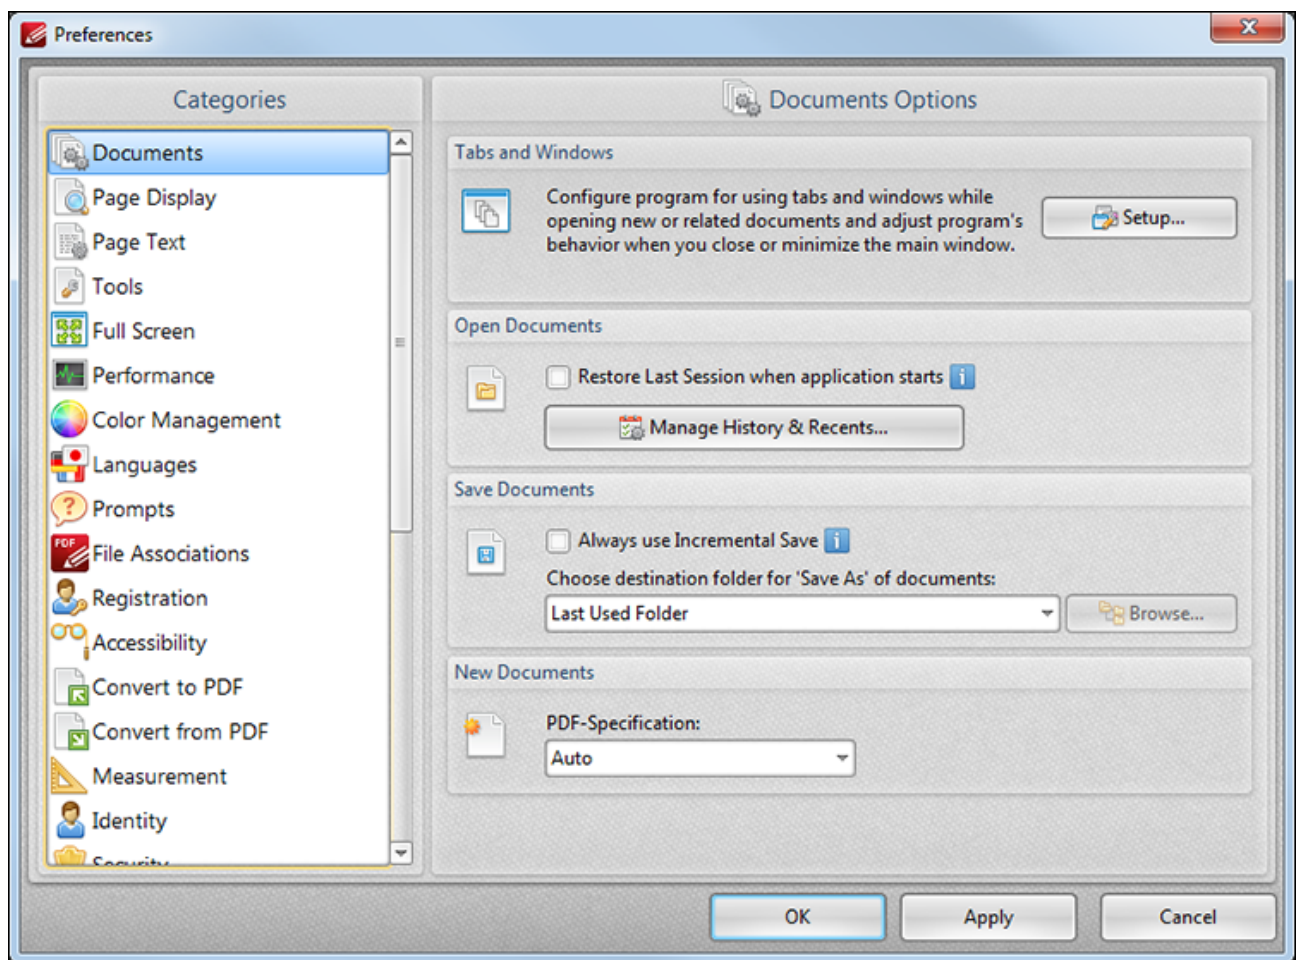 Preferences
Categories
Documents
Page Display
Page Text
Tools
Full Screen
Performance
Color Management
Languages
Prompts
PDF
File Associations
Registration
Accessibility
Convert to PDF
Convert from PDF
Measurement
Identity
Security
Documents Options
Tabs and Windows
Configure program for using tabs and windows while
opening new or related documents and adjust program's
behavior when you close or minimize the main window.
Setup...
Open Documents
Restore Last Session when application starts
Manage History & Recents...
Save Documents
Always use Incremental Save
Choose destination folder for 'Save As' of documents:
Last Used Folder
Browse...
New Documents
PDF-Specification:
Auto
OK
Apply
Cancel